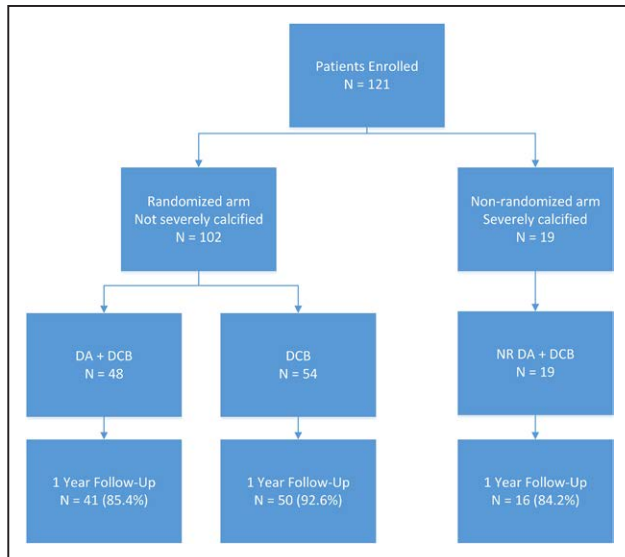 Patients Enrolled
N = 121
Randomized arm
Not severely calcified
N = 102
Non-randomized arm
Severely calcified
N = 19
DA + DCB
N = 48
DCB
N = 54
NR DA + DCB
N = 19
1 Year Follow-Up
N = 41 (85.4%)
1 Year Follow-Up
N = 50 (92.6%)
1 Year Follow-Up
N = 16 (84.2%)